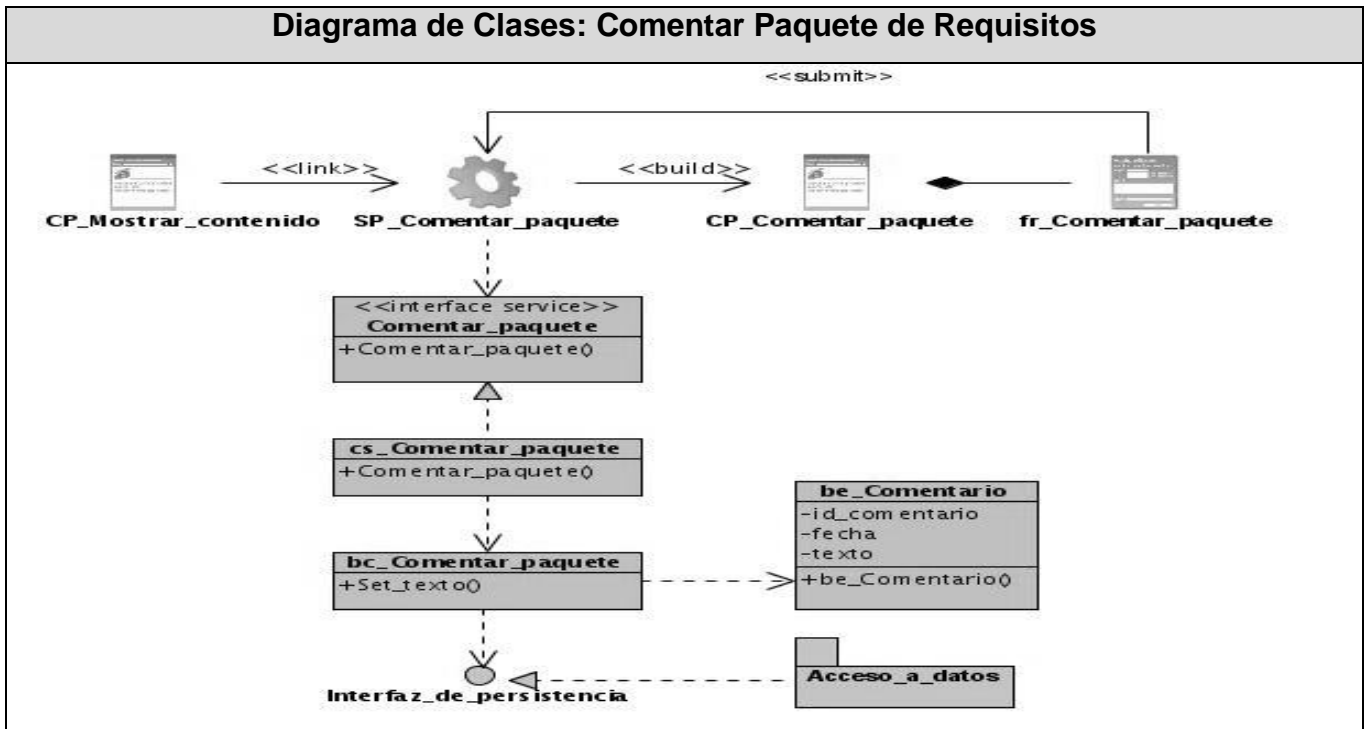 Diagrama de Clases: Comentar Paquete de Requisitos
<<submit>>
<<link>>
<<build>>
CP_Mostrar_contenido
SP_Comentar_paquete
CP_Comentar_paquete
fr_Comentar_paquete
<<interface service>>
Comentar_paquete
+Comentar_paquete()
cs_Comentar_paquete
+Comentar_paquete()
bc_Comentar_paquete
+Set_texto()
be_Comentario
-id_comentario
-fecha
-texto
+be_Comentario()
Interfaz_de_persistencia
Acceso_a_datos